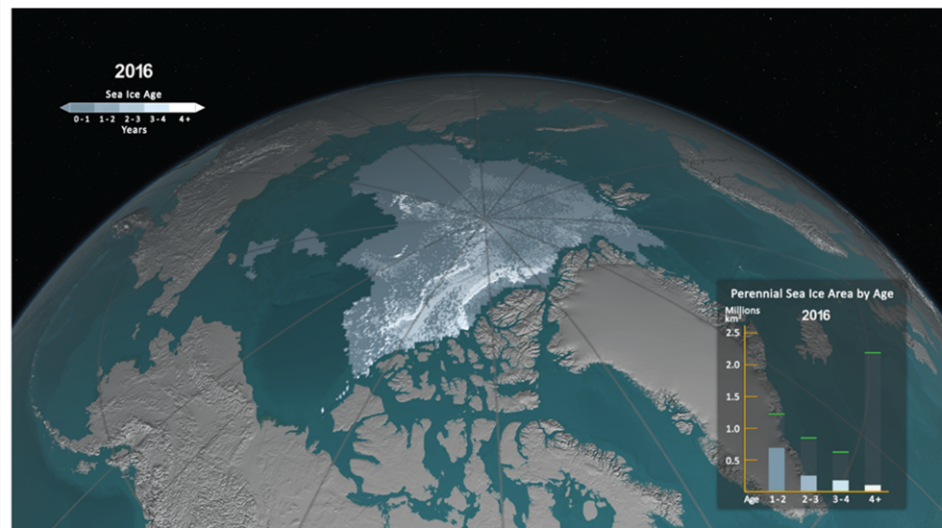 2016
Sea Ice Age
0-1 1-2 2-3 3-4 4+
Years
Perennial Sea Ice Area by Age
Millions
km²
2016
2.5
2.0
1.5
1.0
0.5
Age 1-2 2-3 3-4 4+